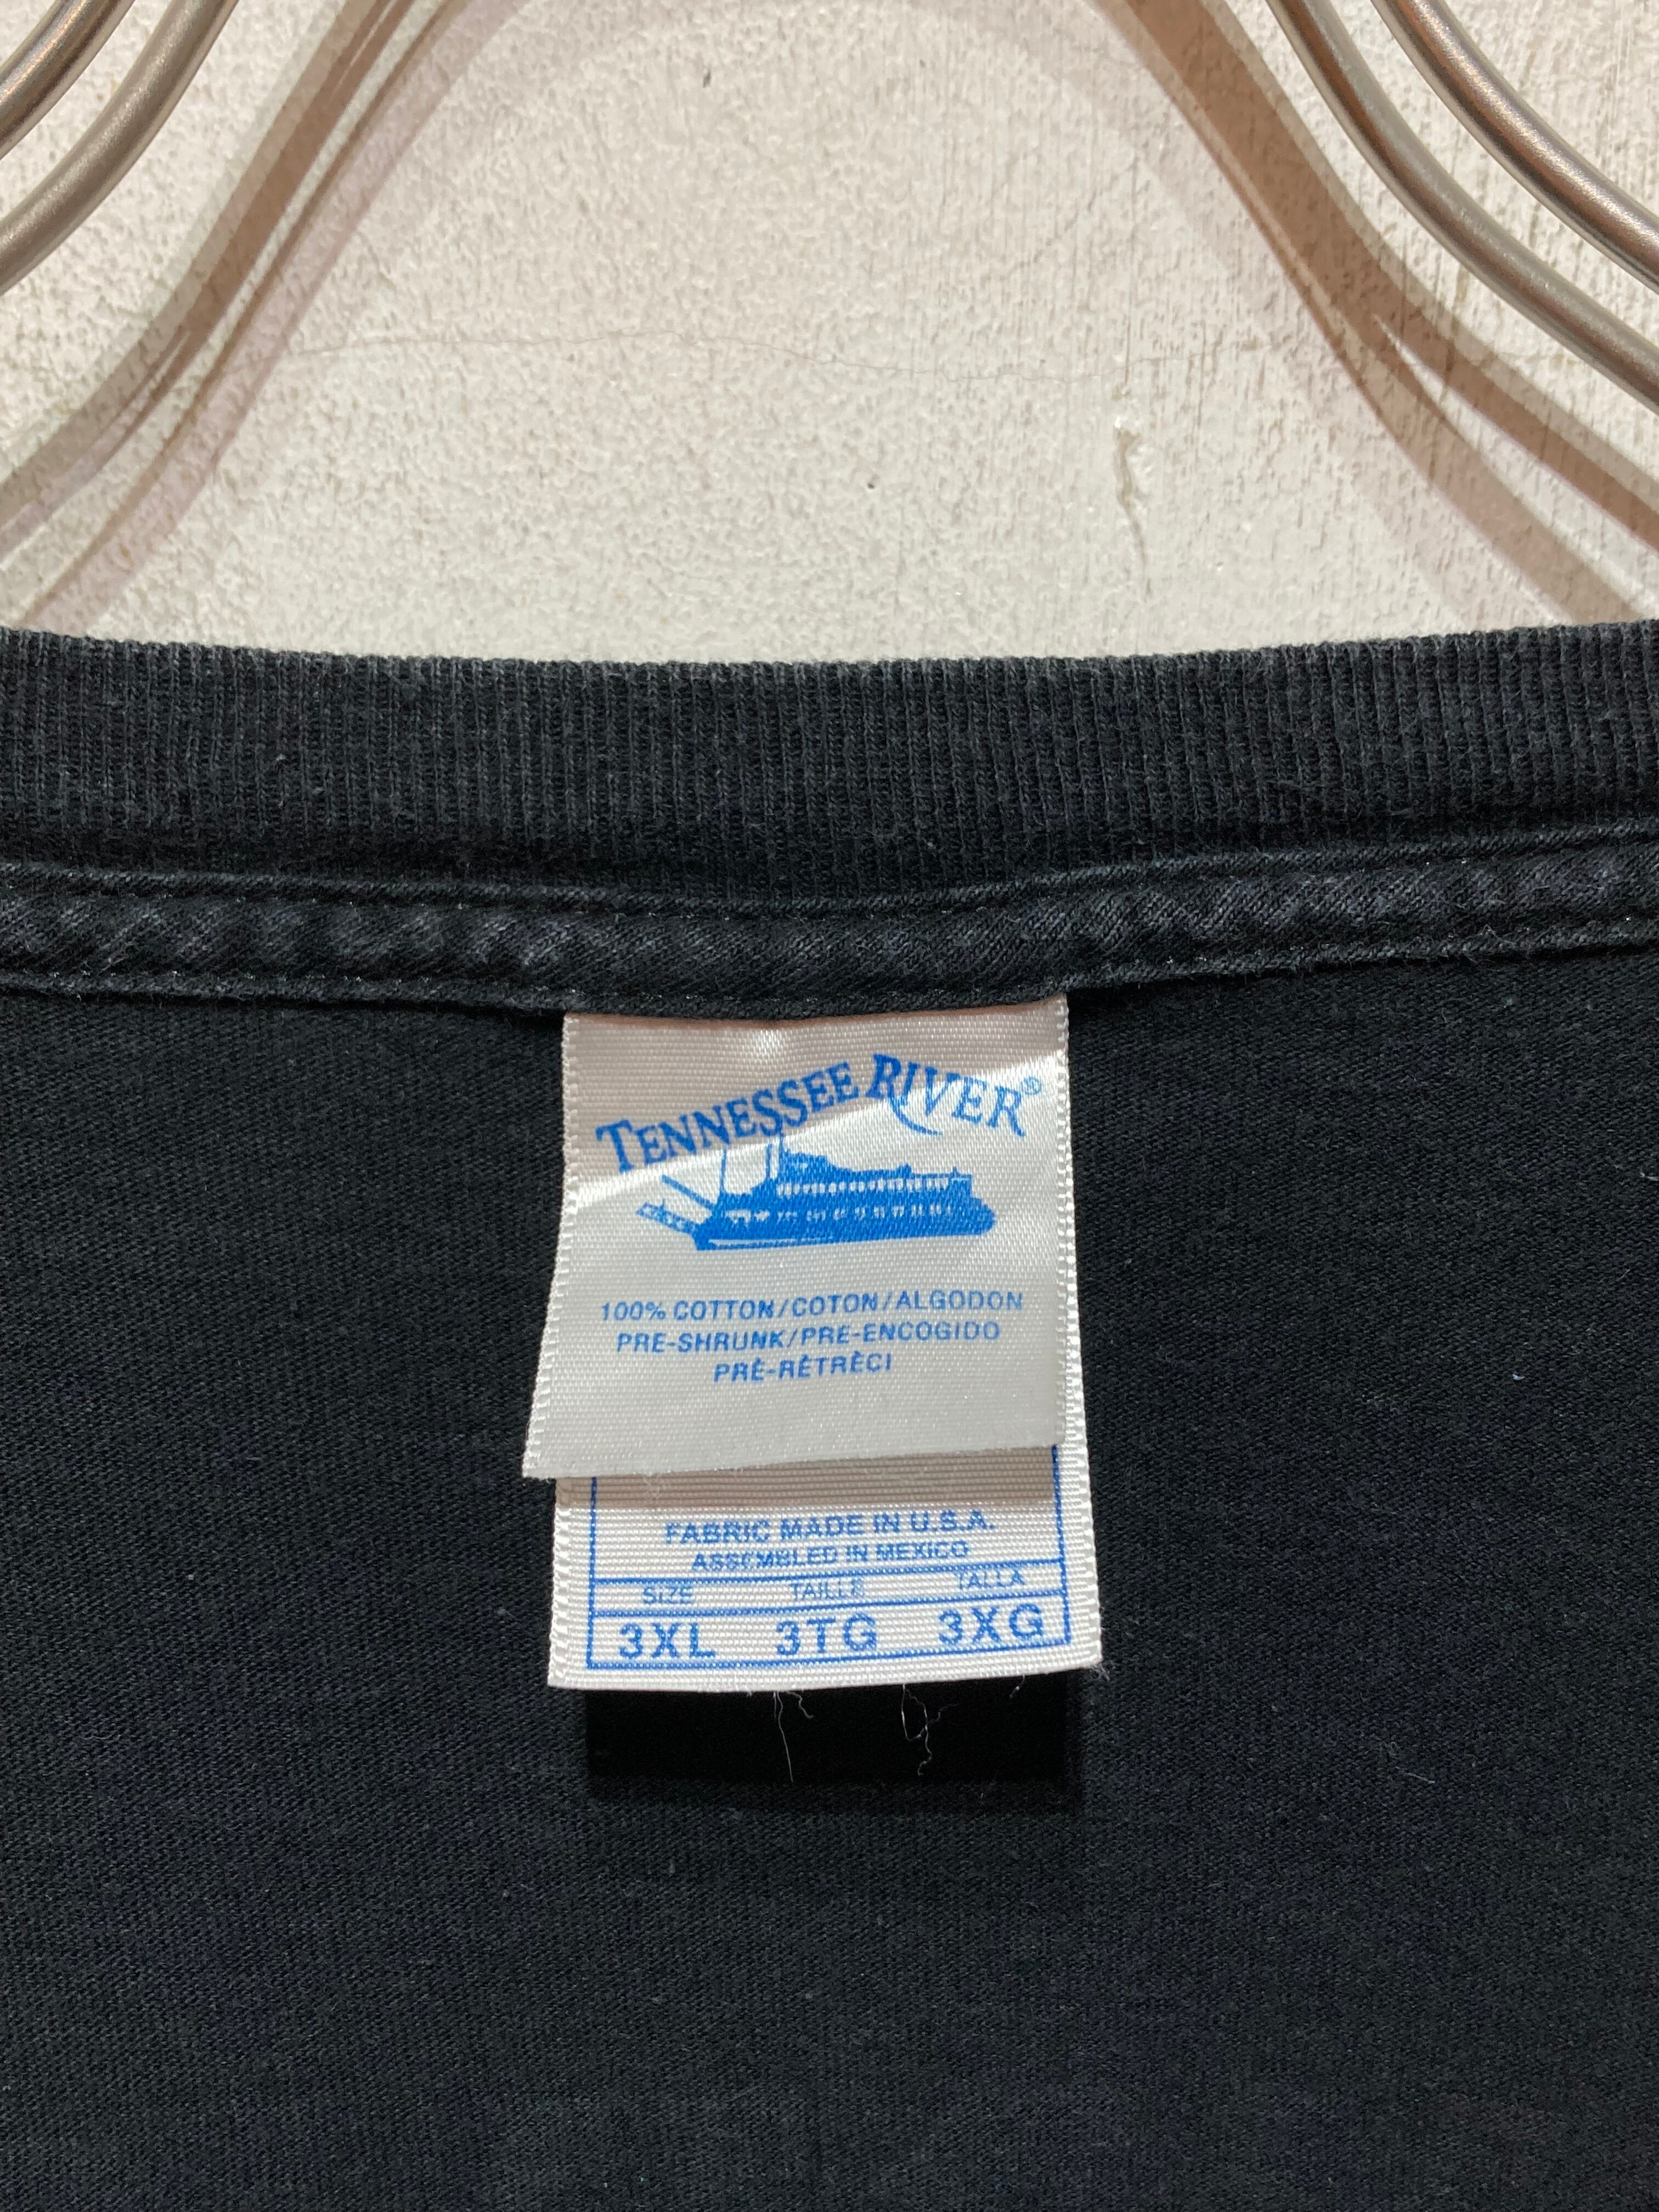 TENNESSEE RIVER®
100% COTTON/COTON/ALGODON
PRE-SHRUNK/PRE-ENCOGIDO
PRÉ-RÉTRÈCI
FABRIC MADE IN U.S.A.
ASSEMBLED IN MEXICO
SIZE TAILLE TALLA
3XL 3TG 3XG